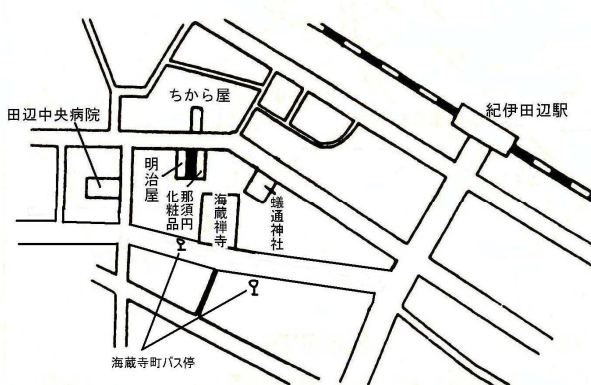 ちから屋
田辺中央病院
紀伊田辺駅
明治屋
那須円
化粧品
海蔵禅寺
蟻通神社
海蔵寺町バス停